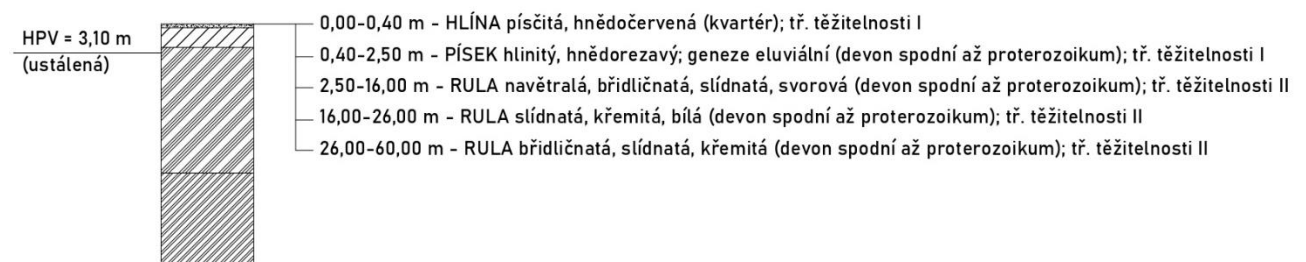 HPV = 3,10 m
(ustálená)
0,00-0,40 m - HLÍNA písčitá, hnědočervená (kvartér); tř. těžitelnosti I
0,40-2,50 m - PÍSEK hlinitý, hnědorezavý; geneze eluviální (devon spodní až proterozoikum); tř. těžitelnosti I
2,50-16,00 m - RULA navětralá, břidličnatá, slídnatá, svorová (devon spodní až proterozoikum); tř. těžitelnosti II
16,00-26,00 m - RULA slídnatá, křemitá, bílá (devon spodní až proterozoikum); tř. těžitelnosti II
26,00-60,00 m - RULA břidličnatá, slídnatá, křemitá (devon spodní až proterozoikum); tř. těžitelnosti II